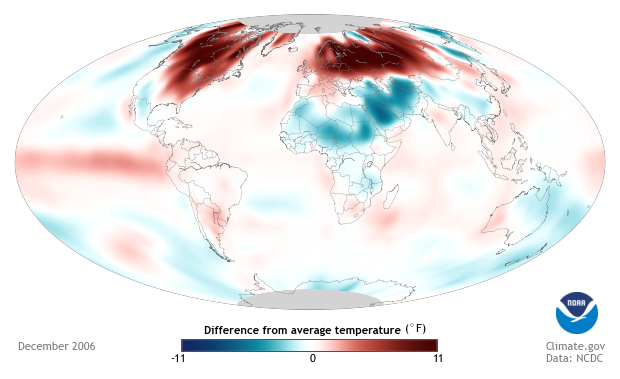 NOAA
Difference from average temperature (°F)
-11 0 11
December 2006
Climate.gov
Data: NCDC